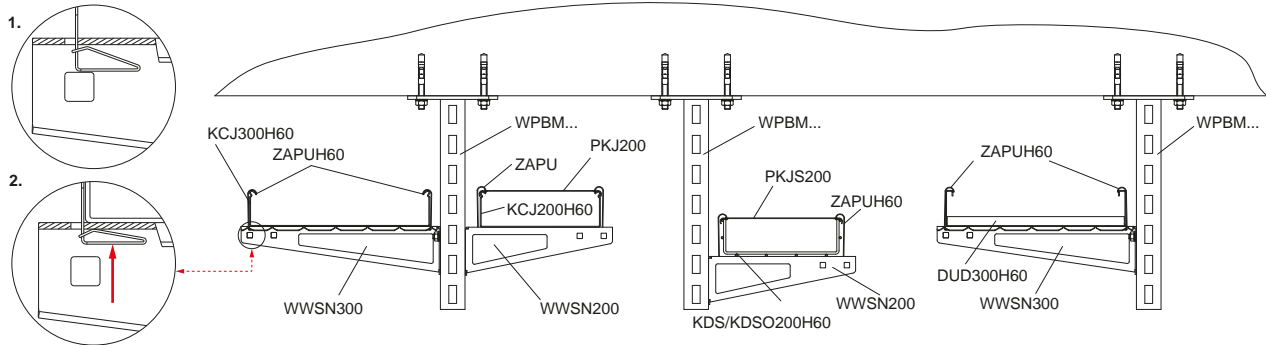 1.
2.
KCJ300H60
ZAPUH60
WPBM...
ZAPU
PKJ200
KCJ200H60
WWSN300
WWSN200
WPBM...
PKJS200
ZAPUH60
WWSN200
KDS/KDSO200H60
ZAPUH60
WPBM...
DUD300H60
WWSN300